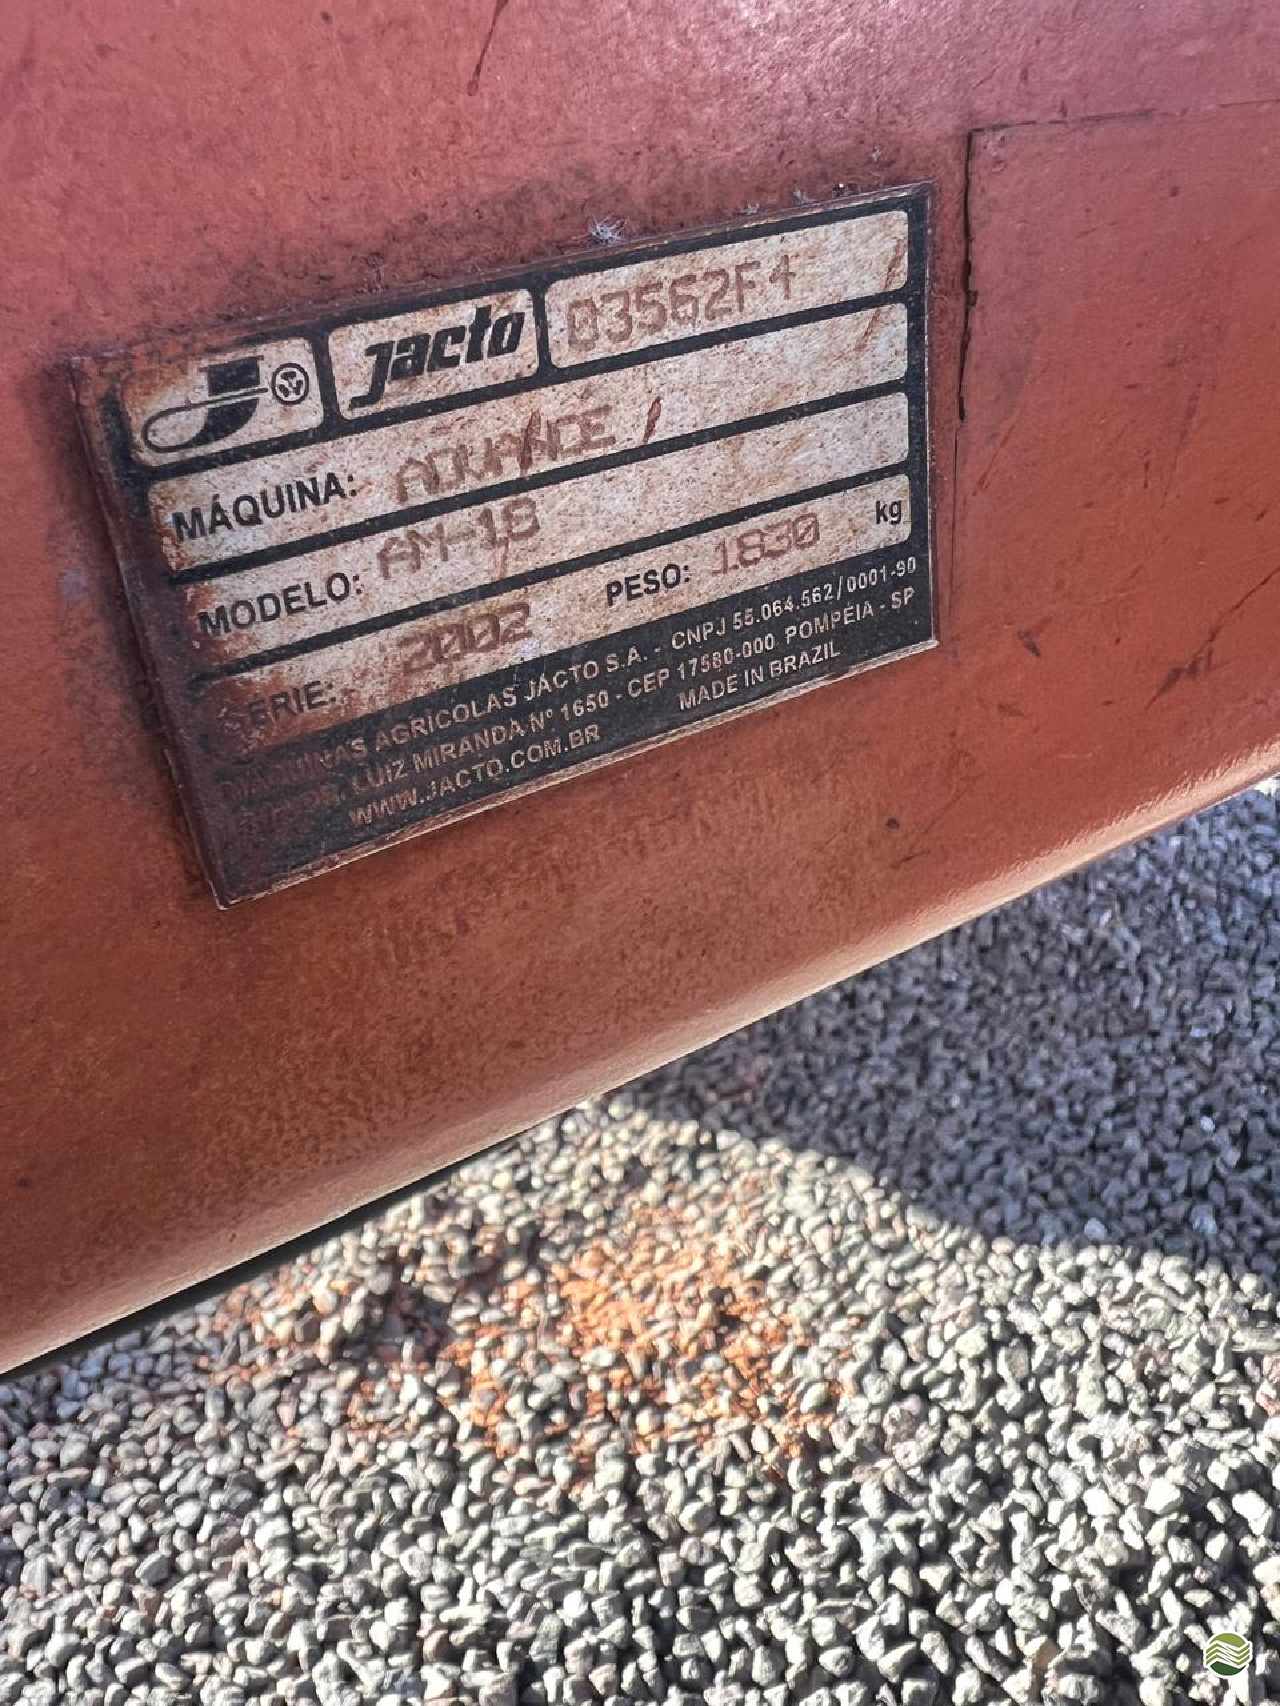 Jacto 03562F4
MÁQUINA: ADVANCE /
MODELO: AM-18
SÉRIE: 2002 PESO: 1830 kg
MÁQUINAS AGRÍCOLAS JACTO S.A. - CNPJ 55.064.562/0001-90
LUIZ MIRANDA Nº 1650 - CEP 17580-000 POMPÉIA - SP
WWW.JACTO.COM.BR MADE IN BRAZIL